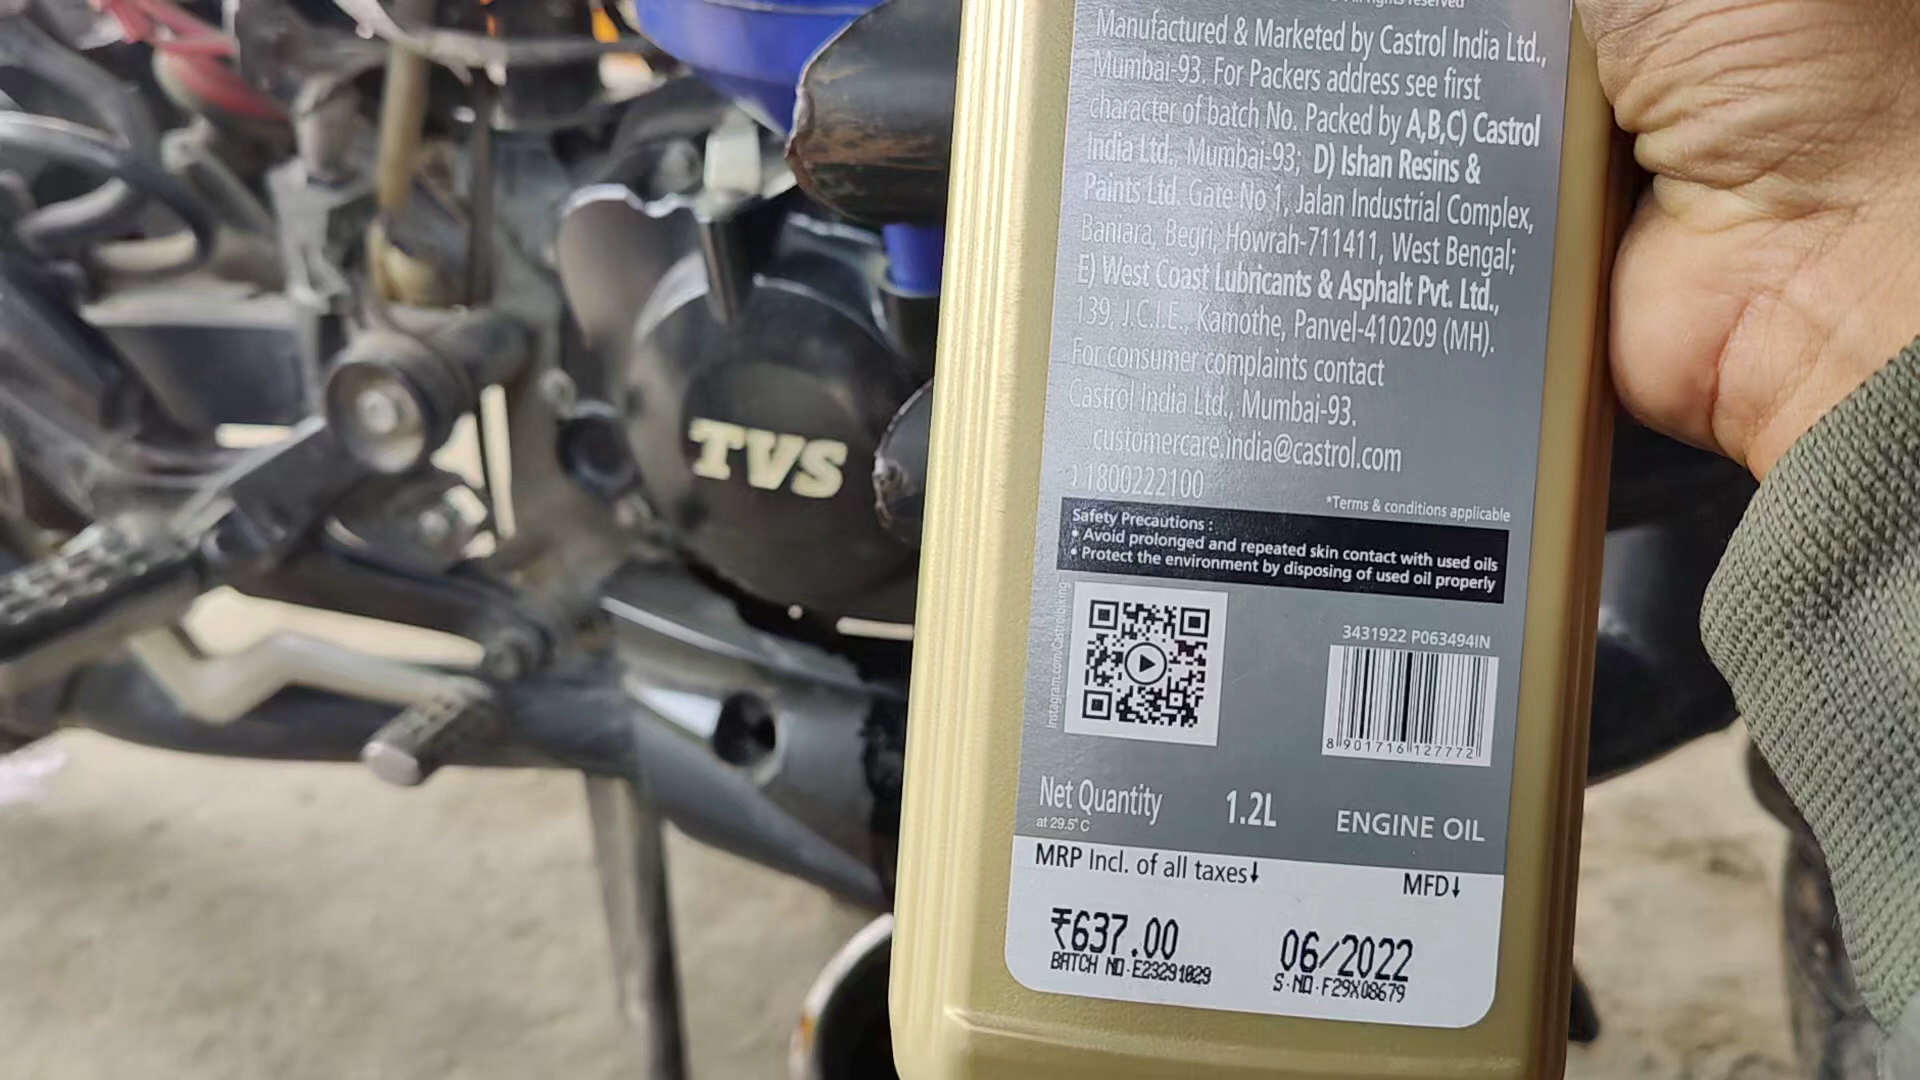 All rights reserved
Manufactured & Marketed by Castrol India Ltd.,
Mumbai-93. For Packers address see first
character of batch No. Packed by A,B,C) Castrol
India Ltd., Mumbai-93; D) Ishan Resins &
Paints Ltd. Gate No 1, Jalan Industrial Complex,
Baniara, Begri, Howrah-711411, West Bengal;
E) West Coast Lubricants & Asphalt Pvt. Ltd.,
139, J.C.I.E., Kamothe, Panvel-410209 (MH).
For consumer complaints contact
Castrol India Ltd., Mumbai-93.
customercare.india@castrol.com
1800222100
*Terms & conditions applicable
Safety Precautions :
• Avoid prolonged and repeated skin contact with used oils
• Protect the environment by disposing of used oil properly
Instagram.com/Castrolbiking
3431922 P063494IN
8 901716 127772
Net Quantity 1.2L ENGINE OIL
at 29.5°C
MRP Incl. of all taxes↓ MFD↓
₹637.00 06/2022
BATCH NO.E23291029 S.NO.F29X08679
TVS